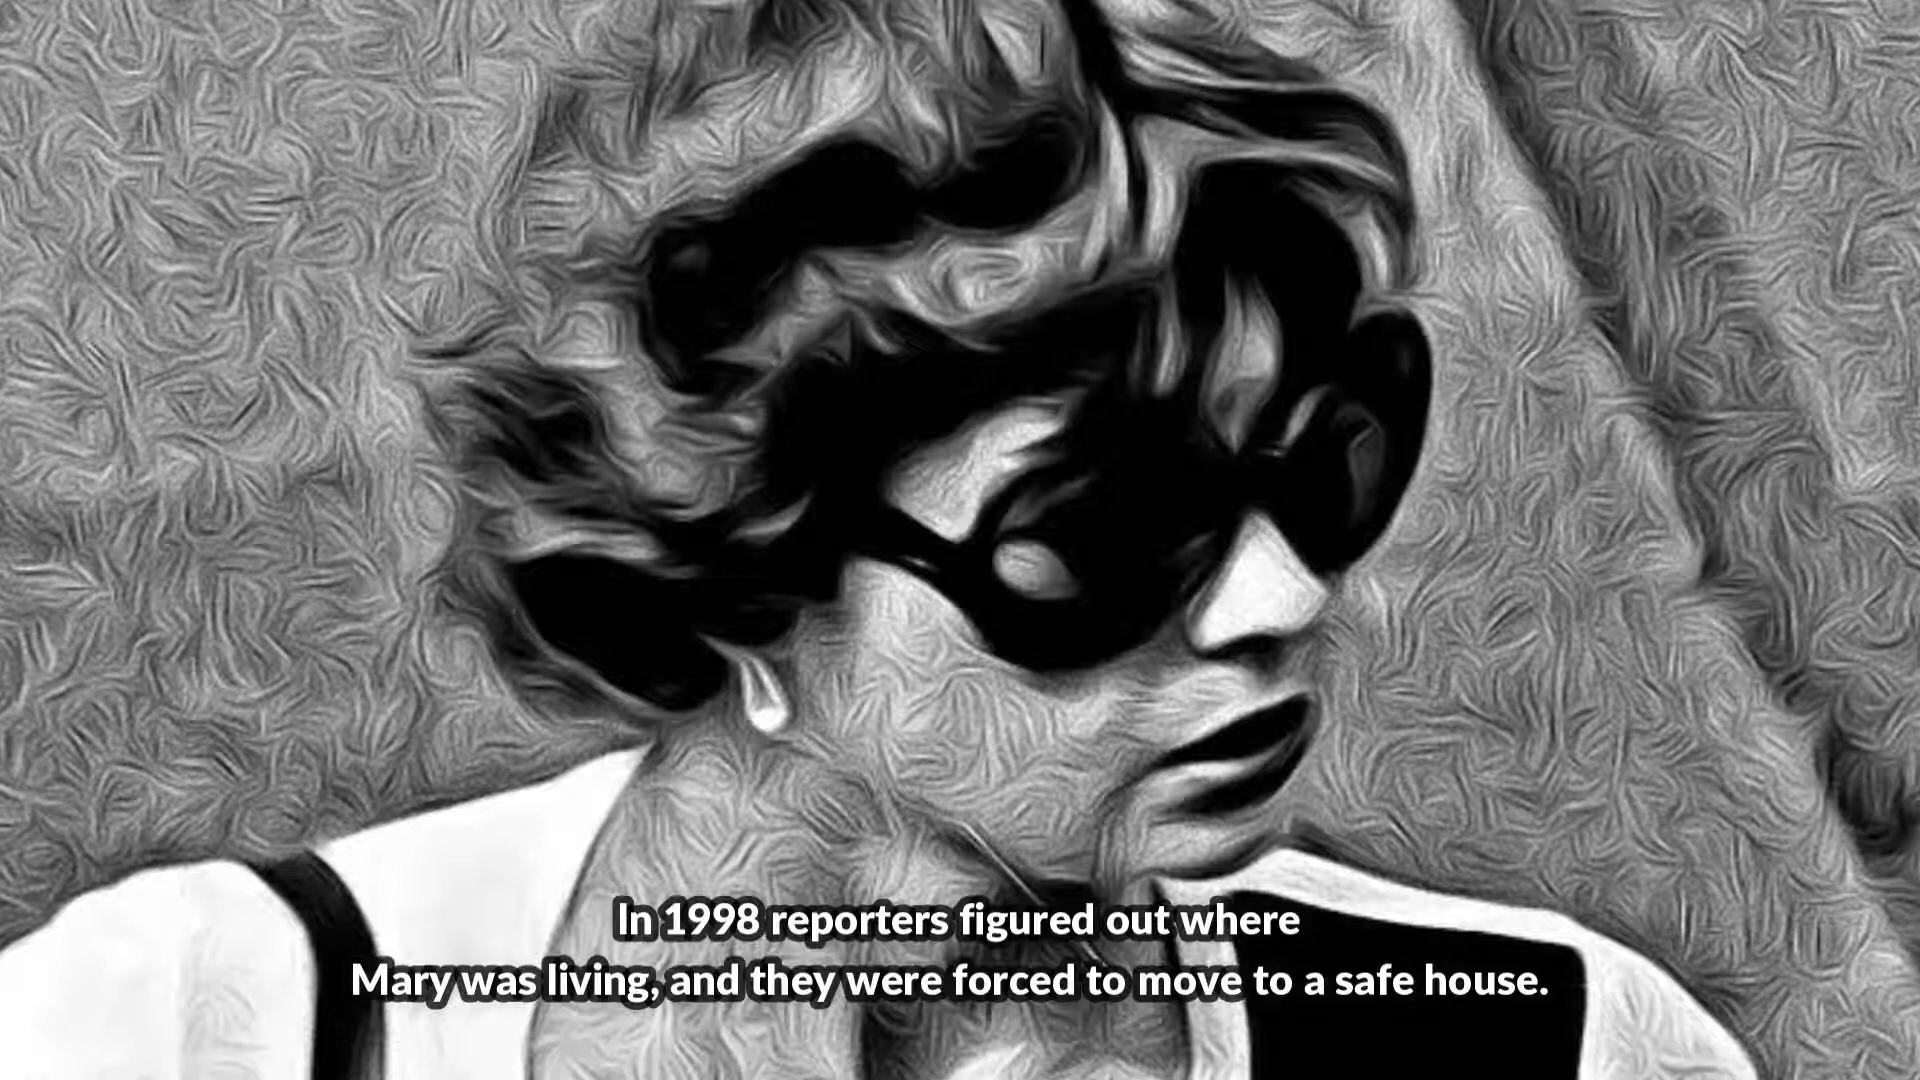 In 1998 reporters figured out where
Mary was living, and they were forced to move to a safe house.